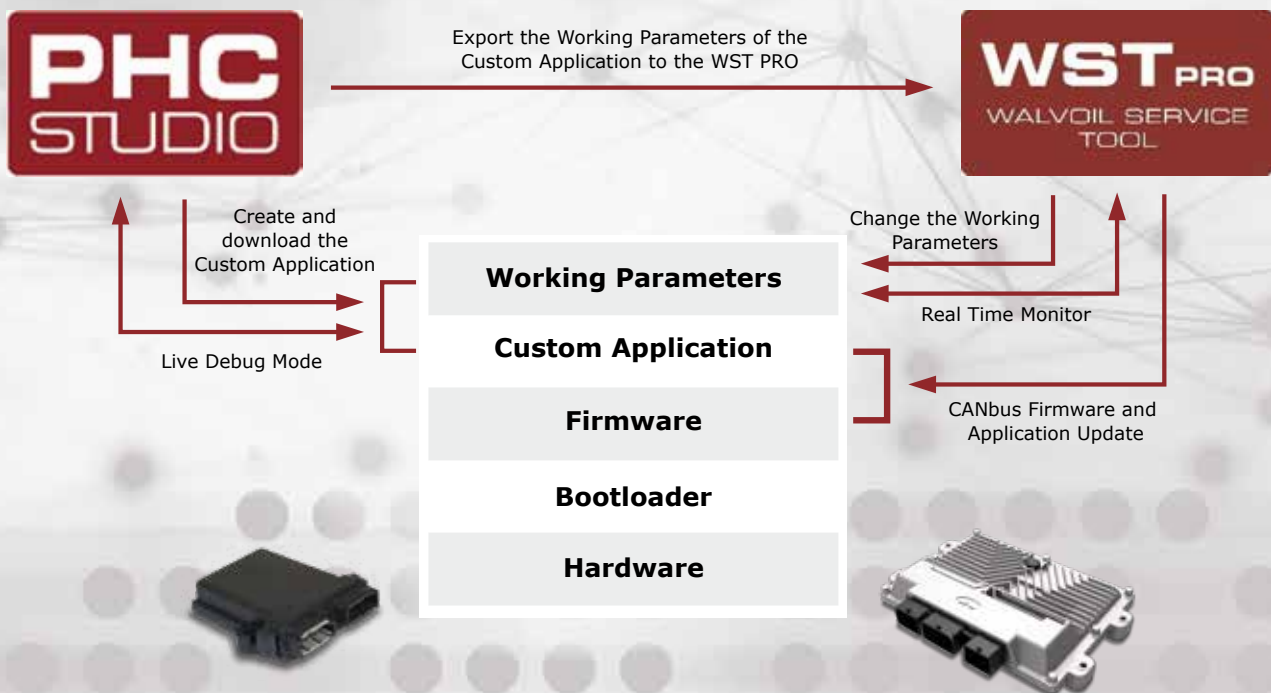 PHC
STUDIO
Export the Working Parameters of the
Custom Application to the WST PRO
WST PRO
WALVOIL SERVICE
TOOL
Create and
download the
Custom Application
Live Debug Mode
Change the Working
Parameters
Real Time Monitor
CANbus Firmware and
Application Update
Working Parameters
Custom Application
Firmware
Bootloader
Hardware